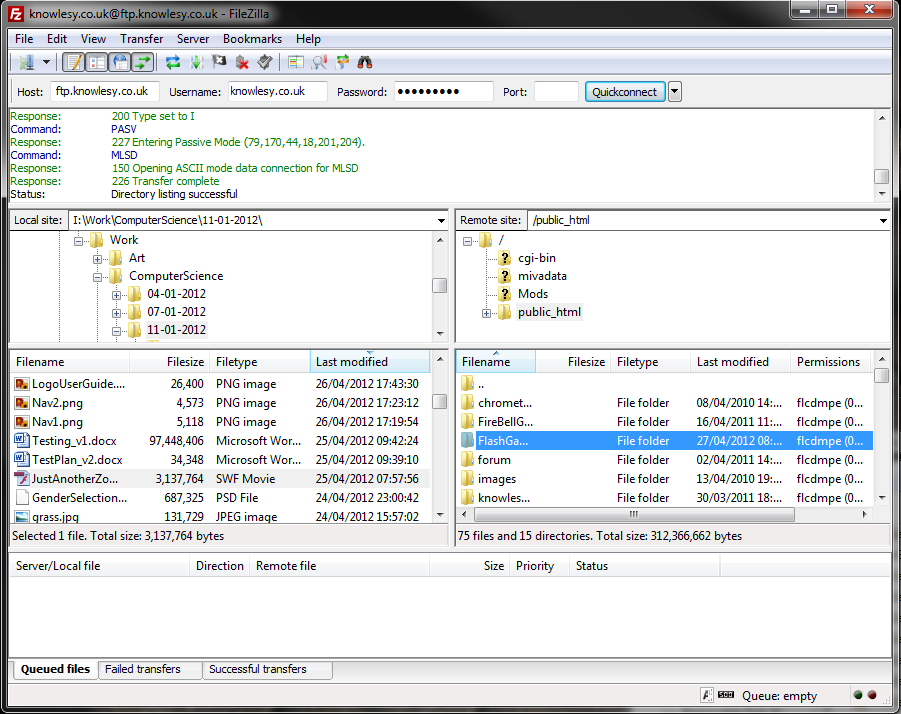 knowlesy.co.uk@ftp.knowlesy.co.uk - FileZilla
File Edit View Transfer Server Bookmarks Help
Host: ftp.knowlesy.co.uk Username: knowlesy.co.uk Password: ●●●●●●●●● Port: Quickconnect
Response: 200 Type set to I
Command: PASV
Response: 227 Entering Passive Mode (79,170,44,18,201,204).
Command: MLSD
Response: 150 Opening ASCII mode data connection for MLSD
Response: 226 Transfer complete
Status: Directory listing successful
Local site: I:\Work\ComputerScience\11-01-2012\
Work
Art
ComputerScience
04-01-2012
07-01-2012
11-01-2012
Remote site: /public_html
/
cgi-bin
mivadata
Mods
public_html
Filename Filesize Filetype Last modified
LogoUserGuide.... 26,400 PNG image 26/04/2012 17:43:30
Nav2.png 4,573 PNG image 26/04/2012 17:23:12
Nav1.png 5,118 PNG image 26/04/2012 17:19:54
Testing_v1.docx 97,448,406 Microsoft Wor... 25/04/2012 09:42:24
TestPlan_v2.docx 34,348 Microsoft Wor... 25/04/2012 09:39:10
JustAnotherZo... 3,137,764 SWF Movie 25/04/2012 07:57:56
GenderSelection... 687,325 PSD File 24/04/2012 23:00:42
grass.jpg 131,729 JPEG image 24/04/2012 15:57:02
Selected 1 file. Total size: 3,137,764 bytes
Filename Filesize Filetype Last modified Permissions
..
chromet... File folder 08/04/2010 14:... flcdmpe (0...
FireBellG... File folder 16/04/2011 11:... flcdmpe (0...
FlashGa... File folder 27/04/2012 08:... flcdmpe (0...
forum File folder 02/04/2011 14:... flcdmpe (0...
images File folder 13/04/2010 19:... flcdmpe (0...
knowles... File folder 30/03/2011 18:... flcdmpe (0...
75 files and 15 directories. Total size: 312,366,662 bytes
Server/Local file Direction Remote file Size Priority Status
Queued files Failed transfers Successful transfers
Queue: empty